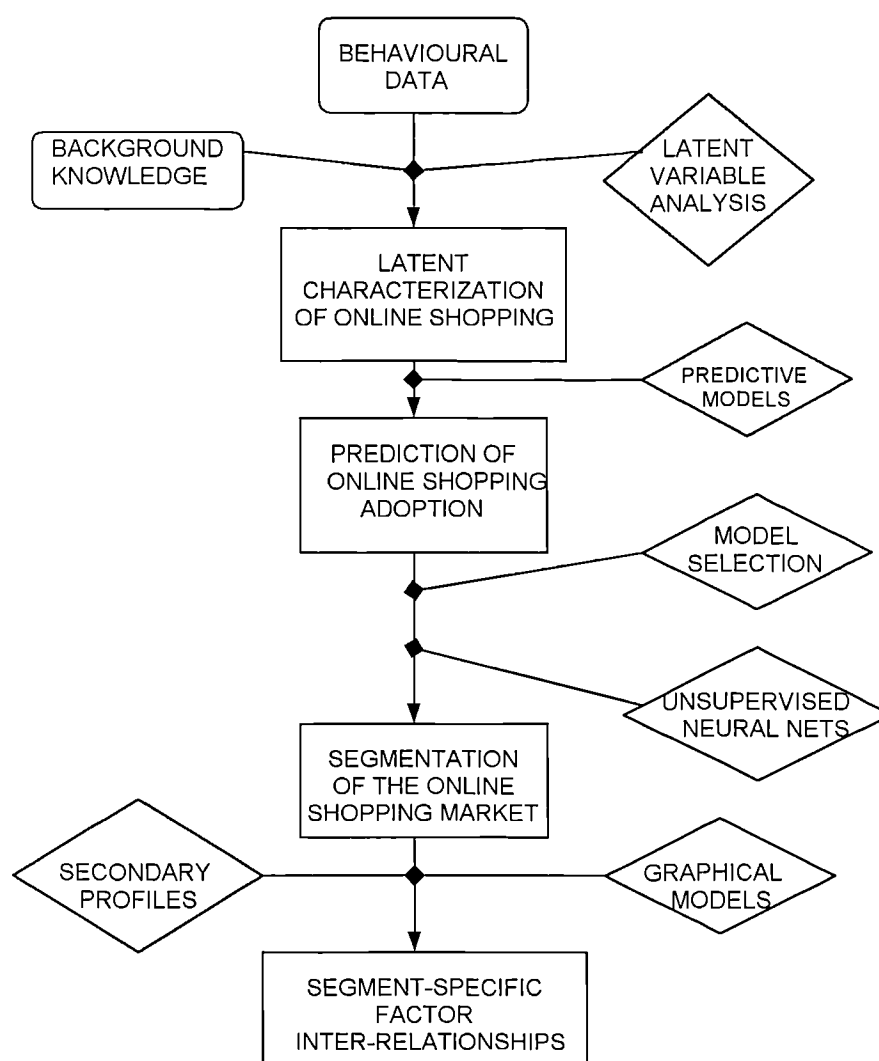 BEHAVIOURAL
DATA
BACKGROUND
KNOWLEDGE
LATENT
VARIABLE
ANALYSIS
LATENT
CHARACTERIZATION
OF ONLINE SHOPPING
PREDICTIVE
MODELS
PREDICTION OF
ONLINE SHOPPING
ADOPTION
MODEL
SELECTION
UNSUPERVISED
NEURAL NETS
SEGMENTATION
OF THE ONLINE
SHOPPING MARKET
SECONDARY
PROFILES
GRAPHICAL
MODELS
SEGMENT-SPECIFIC
FACTOR
INTER-RELATIONSHIPS